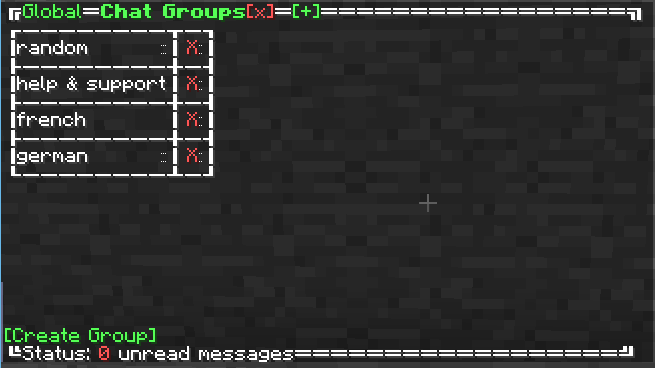 Global=Chat Groups[x]=[+]
random :: X:
help & support X:
french X:
german :: X:
[Create Group]
Status: 0 unread messages